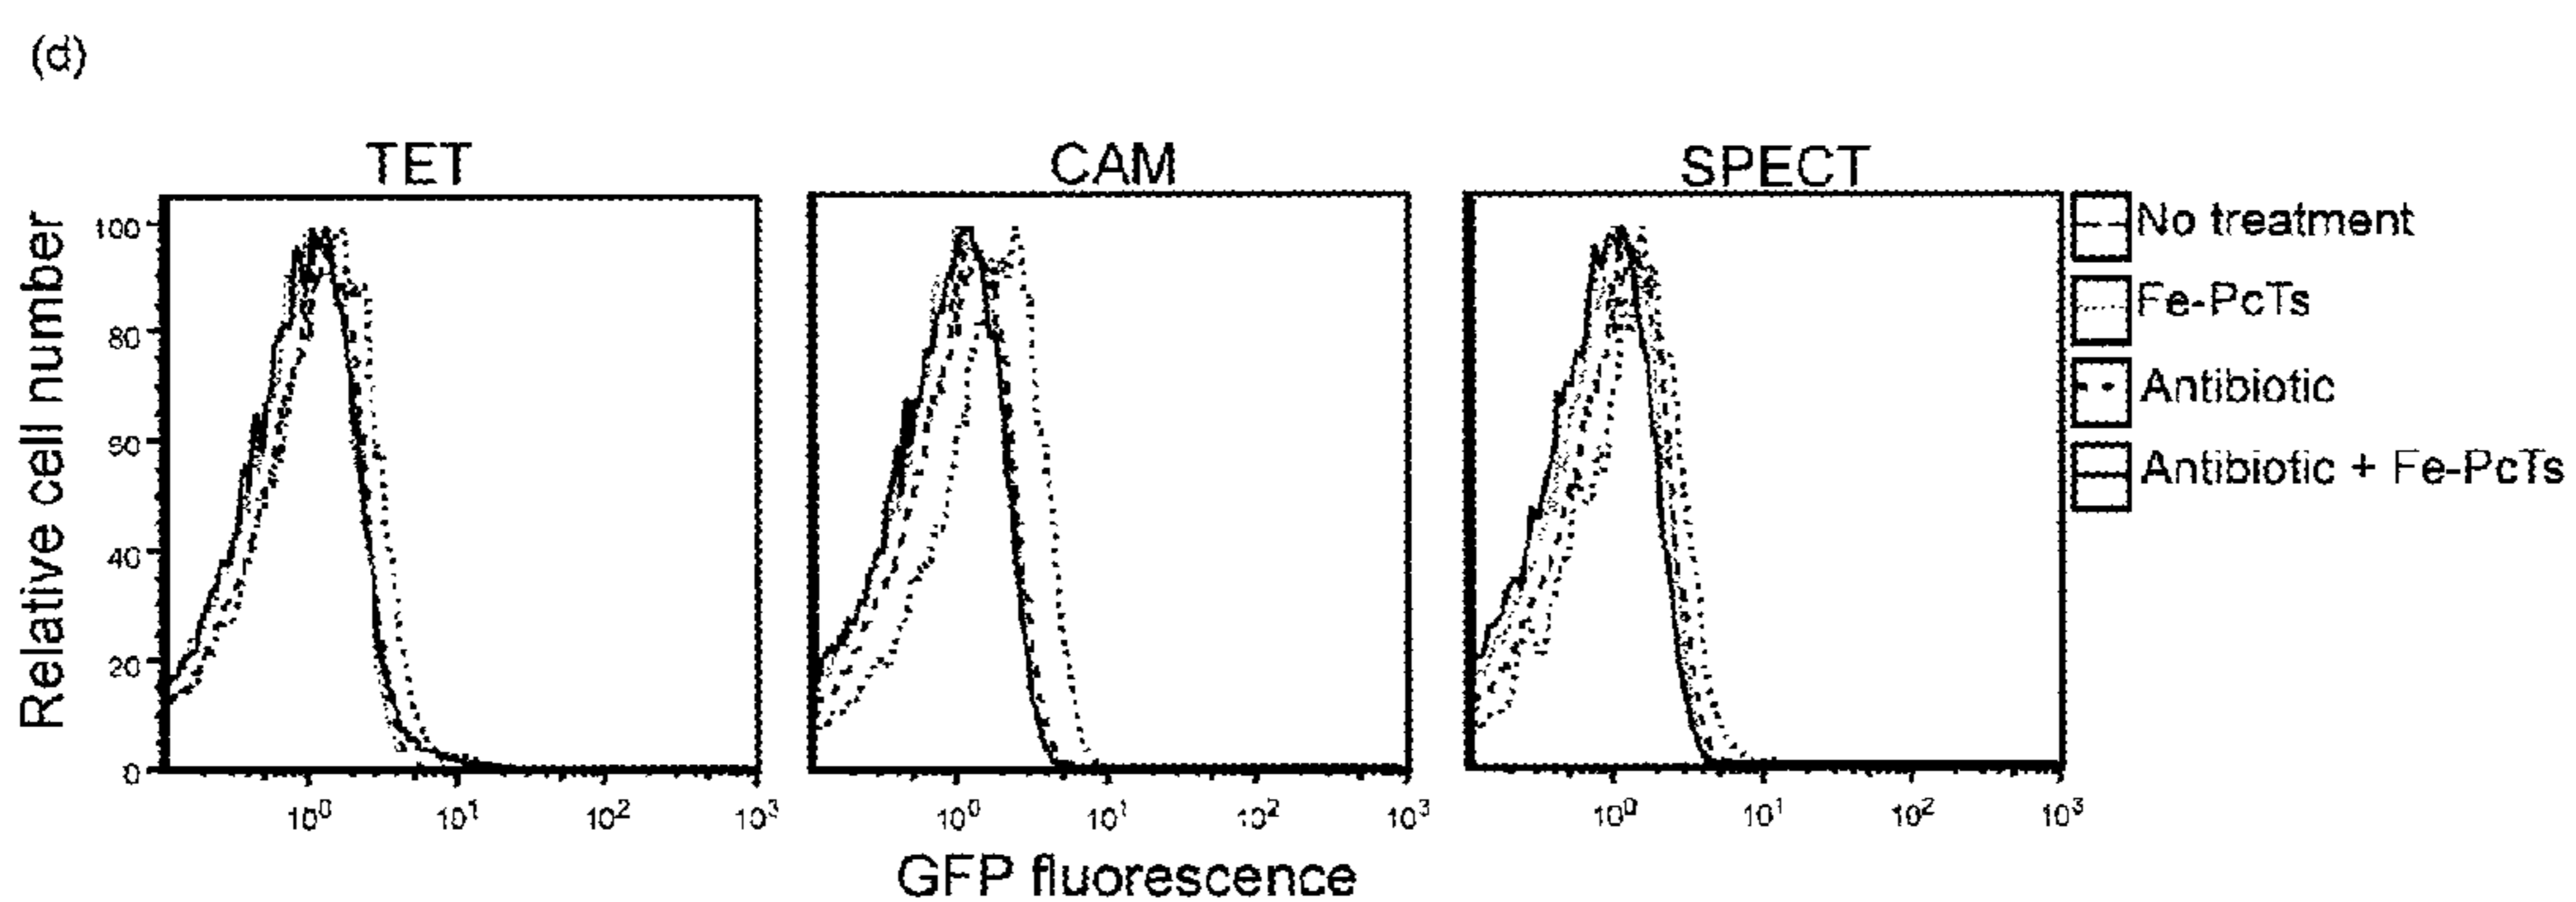 (d)
TET CAM SPECT
Relative cell number
100
80
60
40
20
0
10⁰ 10¹ 10² 10³ 10⁰ 10¹ 10² 10³ 10⁰ 10¹ 10² 10³
GFP fluorescence
No treatment
Fe-PcTs
Antibiotic
Antibiotic + Fe-PcTs